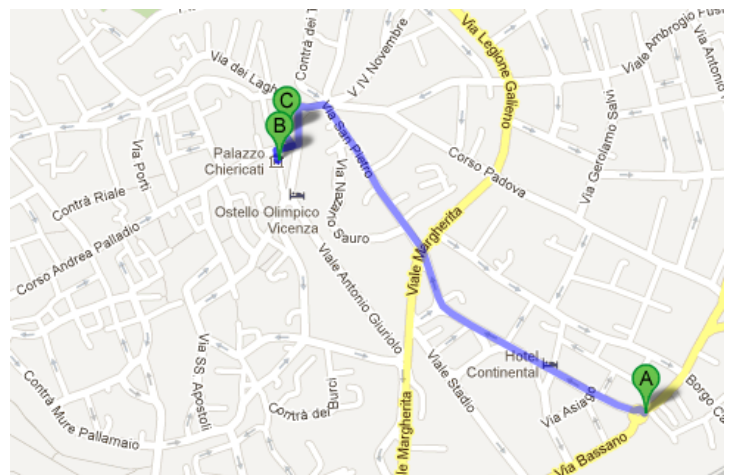 Via dei Lagh
Contrà dei T
V IV Novembre
Via Legione Gallieno
Viale Ambrogio Fus
Via Antonio
C
B
Via San Pietro
Via Gerolamo Salvi
Via Porti
Palazzo
Chiericati
Corso Padova
Contrà Riale
Via Nazario Sauro
Ostello Olimpico
Vicenza
Corso Andrea Palladio
Viale Margherita
Viale Antonio Giuriolo
Via SS. Apostoli
Hotel
Continental
A
Viale Stadio
Via Asiago
Borgo Ca
Contrà Mure Pallamaio
Contrà dei Burci
le Margherita
Via Bassano